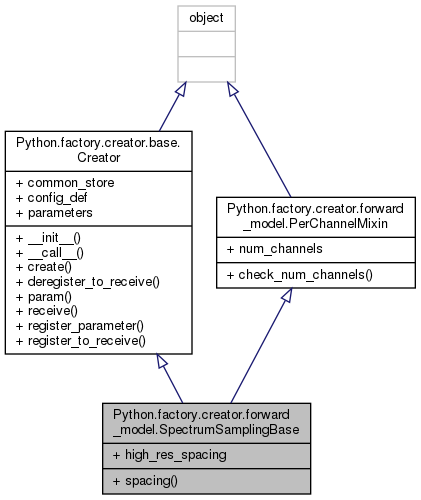 object
Python.factory.creator.base.
Creator
+ common_store
+ config_def
+ parameters
+ __init__()
+ __call__()
+ create()
+ deregister_to_receive()
+ param()
+ receive()
+ register_parameter()
+ register_to_receive()
Python.factory.creator.forward
_model.PerChannelMixin
+ num_channels
+ check_num_channels()
Python.factory.creator.forward
_model.SpectrumSamplingBase
+ high_res_spacing
+ spacing()